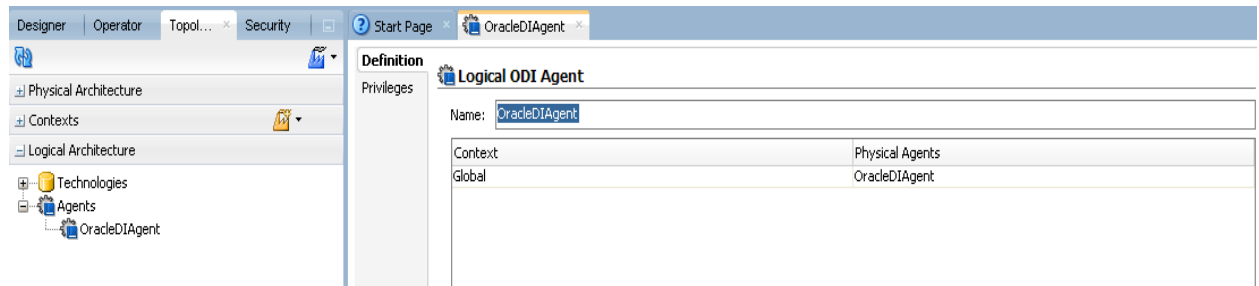 Designer Operator Topol... Security
Start Page OracleDIAgent
Physical Architecture
Contexts
Logical Architecture
Technologies
Agents
OracleDIAgent
Definition
Privileges
Logical ODI Agent
Name: OracleDIAgent
Context Physical Agents
Global OracleDIAgent